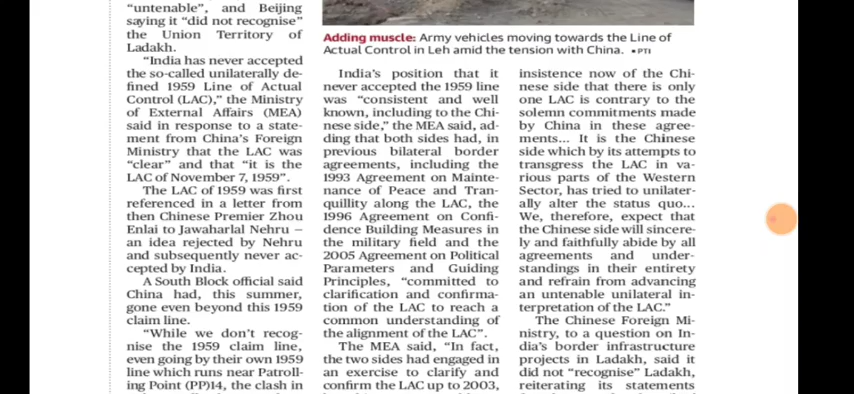 "untenable", and Beijing
saying it "did not recognise"
the Union Territory of
Ladakh.
"India has never accepted
the so-called unilaterally de-
fined 1959 Line of Actual
Control (LAC)," the Ministry
of External Affairs (MEA)
said in response to a state-
ment from China's Foreign
Ministry that the LAC was
"clear" and that "it is the
LAC of November 7, 1959".
The LAC of 1959 was first
referenced in a letter from
then Chinese Premier Zhou
Enlai to Jawaharlal Nehru –
an idea rejected by Nehru
and subsequently never ac-
cepted by India.
A South Block official said
China had, this summer,
gone even beyond this 1959
claim line.
"While we don't recog-
nise the 1959 claim line,
even going by their own 1959
line which runs near Patroll-
ing Point (PP)14, the clash in
Adding muscle: Army vehicles moving towards the Line of
Actual Control in Leh amid the tension with China. • PTI
India's position that it
never accepted the 1959 line
was "consistent and well
known, including to the Chi-
nese side," the MEA said, ad-
ding that both sides had, in
previous bilateral border
agreements, including the
1993 Agreement on Mainte-
nance of Peace and Tran-
quillity along the LAC, the
1996 Agreement on Confi-
dence Building Measures in
the military field and the
2005 Agreement on Political
Parameters and Guiding
Principles, "committed to
clarification and confirma-
tion of the LAC to reach a
common understanding of
the alignment of the LAC".
The MEA said, "In fact,
the two sides had engaged in
an exercise to clarify and
confirm the LAC up to 2003,
insistence now of the Chi-
nese side that there is only
one LAC is contrary to the
solemn commitments made
by China in these agree-
ments... It is the Chinese
side which by its attempts to
transgress the LAC in va-
rious parts of the Western
Sector, has tried to unilater-
ally alter the status quo...
We, therefore, expect that
the Chinese side will sincere-
ly and faithfully abide by all
agreements and under-
standings in their entirety
and refrain from advancing
an untenable unilateral in-
terpretation of the LAC."
The Chinese Foreign Mi-
nistry, to a question on In-
dia's border infrastructure
projects in Ladakh, said it
did not "recognise" Ladakh,
reiterating its statements